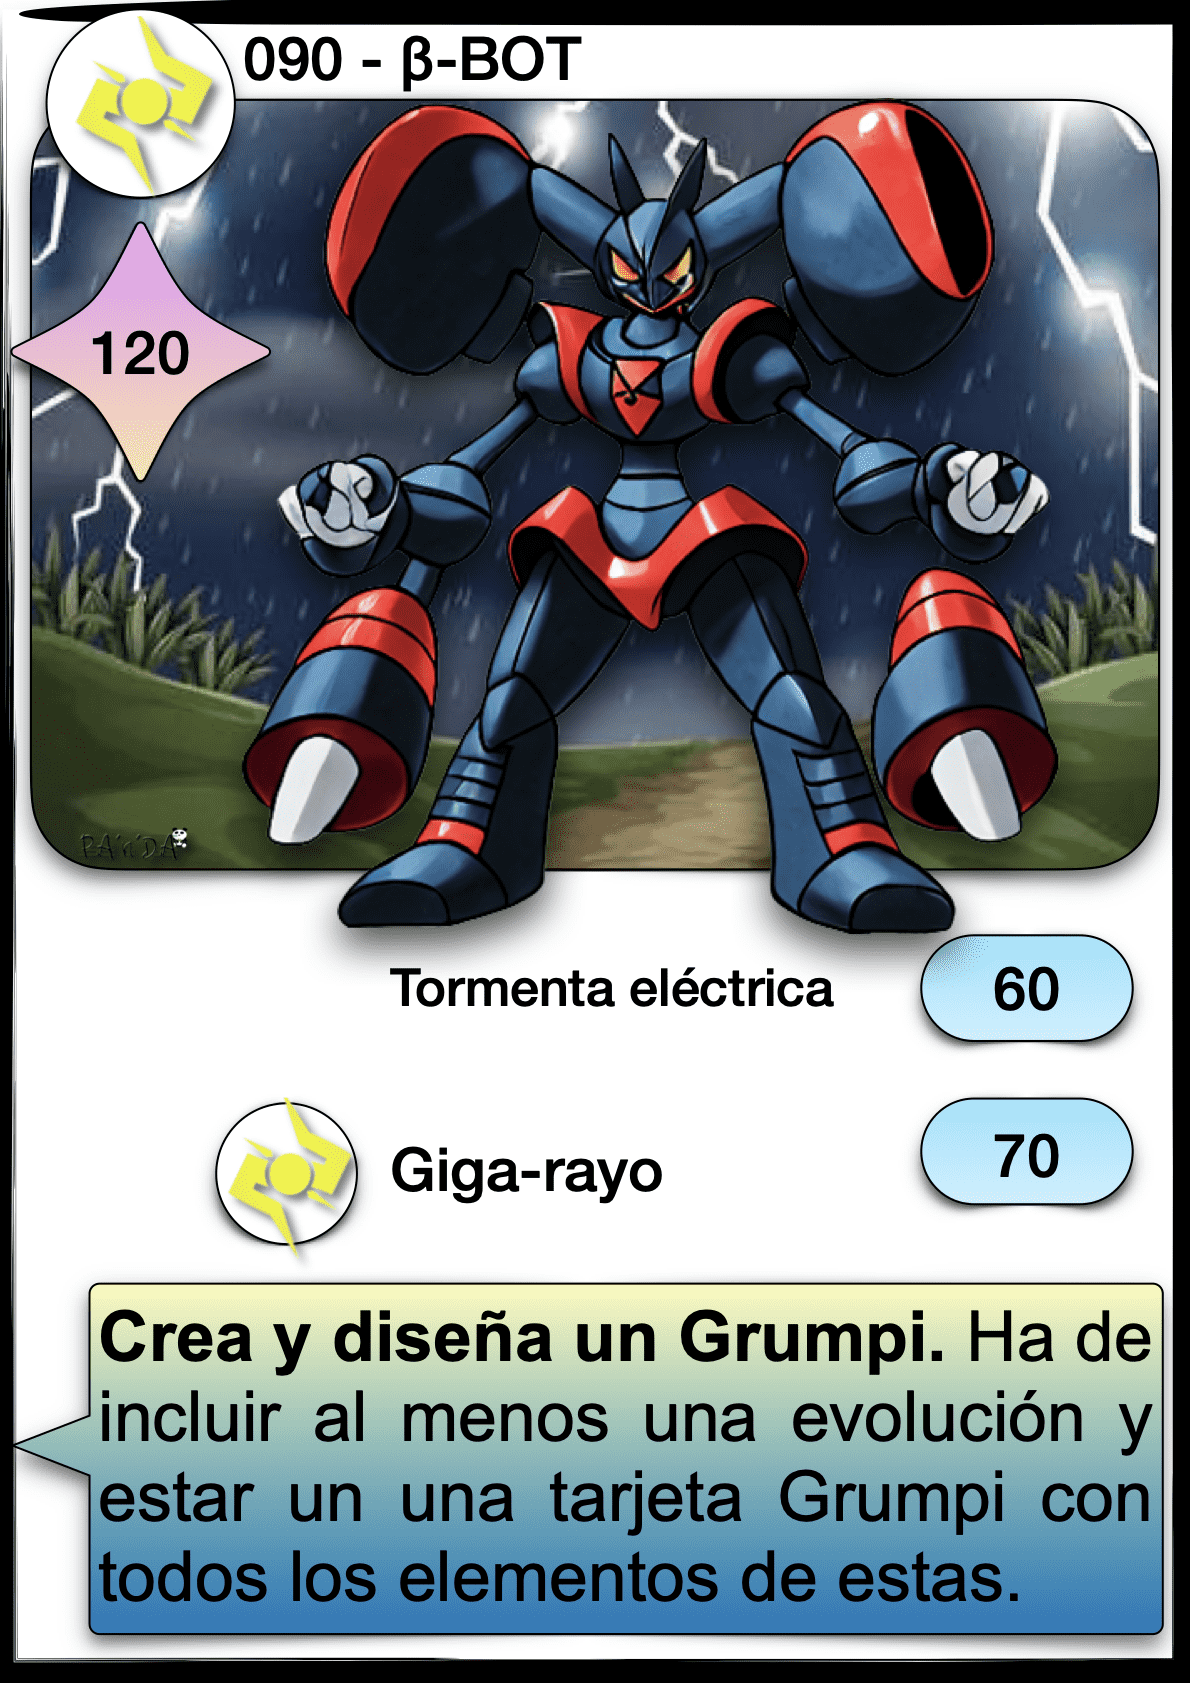 090 - β-BOT
120
PANDA
Tormenta eléctrica
60
Giga-rayo
70
Crea y diseña un Grumpi. Ha de
incluir al menos una evolución y
estar un una tarjeta Grumpi con
todos los elementos de estas.